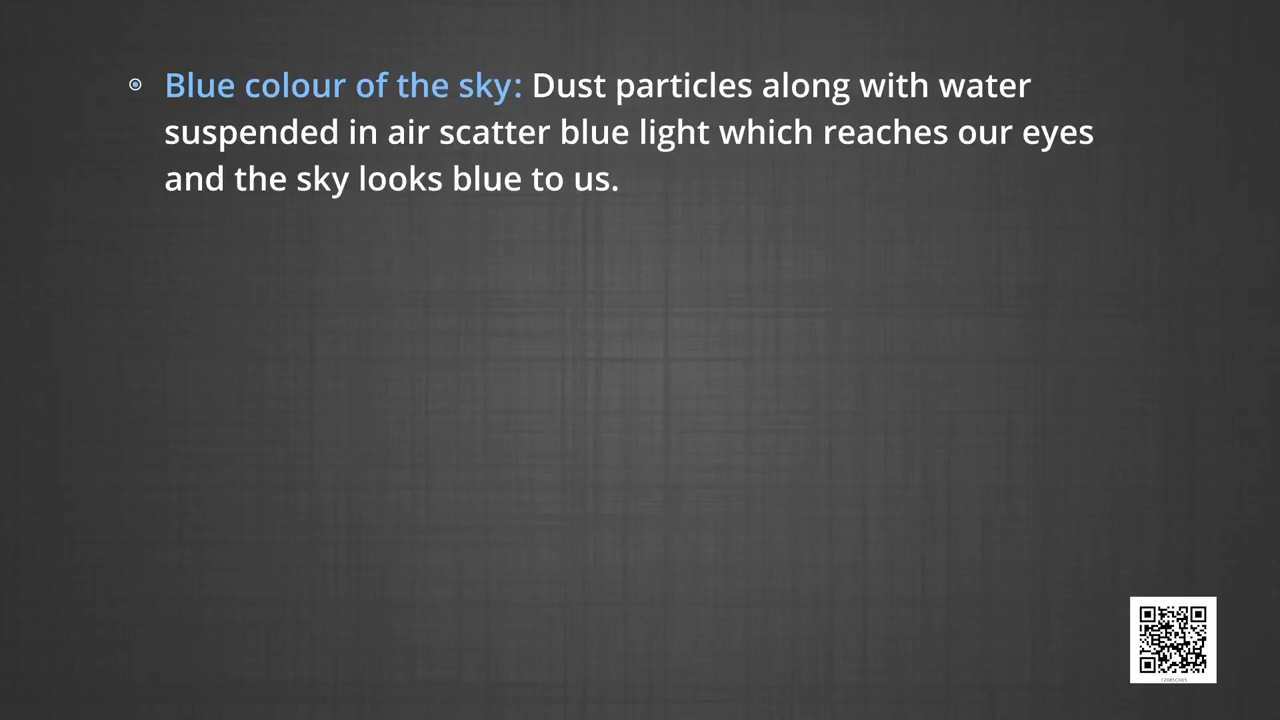 Blue colour of the sky: Dust particles along with water
suspended in air scatter blue light which reaches our eyes
and the sky looks blue to us.